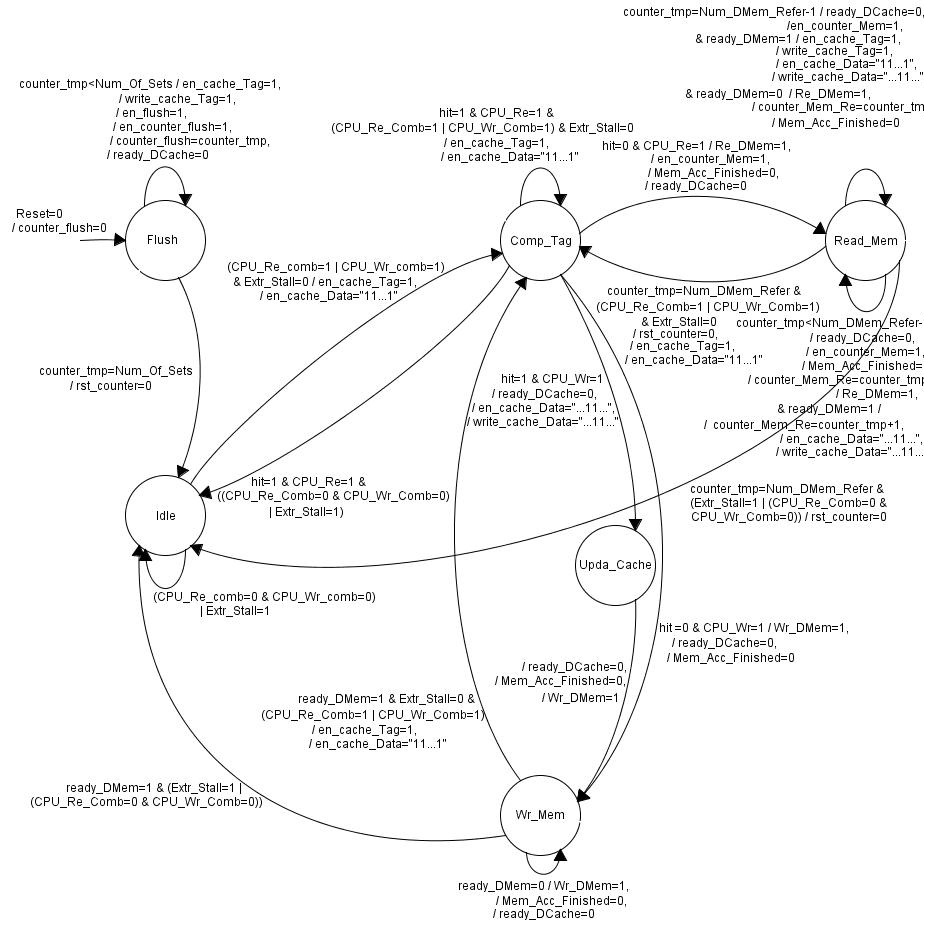 counter_tmp=Num_DMem_Refer-1 / ready_DCache=0,
/en_counter_Mem=1,
& ready_DMem=1 / en_cache_Tag=1,
/ write_cache_Tag=1,
/ en_cache_Data="11...1",
/ write_cache_Data="...11..."
& ready_DMem=0 / Re_DMem=1,
/ counter_Mem_Re=counter_tm
/ Mem_Acc_Finished=0
counter_tmp<Num_Of_Sets / en_cache_Tag=1,
/ write_cache_Tag=1,
/ en_flush=1,
/ en_counter_flush=1,
/ counter_flush=counter_tmp,
/ ready_DCache=0
hit=1 & CPU_Re=1 &
(CPU_Re_Comb=1 | CPU_Wr_Comb=1) & Extr_Stall=0
/ en_cache_Tag=1,
/ en_cache_Data="11...1"
hit=0 & CPU_Re=1 / Re_DMem=1,
/ en_counter_Mem=1,
/ Mem_Acc_Finished=0,
/ ready_DCache=0
Reset=0
/ counter_flush=0
Flush
Comp_Tag
Read_Mem
(CPU_Re_comb=1 | CPU_Wr_comb=1)
& Extr_Stall=0 / en_cache_Tag=1,
/ en_cache_Data="11...1"
counter_tmp=Num_DMem_Refer &
(CPU_Re_Comb=1 | CPU_Wr_Comb=1)
& Extr_Stall=0
/ rst_counter=0,
/ en_cache_Tag=1,
/ en_cache_Data="11...1"
counter_tmp<Num_DMem_Refer-
/ ready_DCache=0,
/ en_counter_Mem=1,
/ Mem_Acc_Finished=
/ counter_Mem_Re=counter_tmp
/ Re_DMem=1,
& ready_DMem=1 /
/ counter_Mem_Re=counter_tmp+1,
/ en_cache_Data="...11...",
/ write_cache_Data="...11...
counter_tmp=Num_Of_Sets
/ rst_counter=0
hit=1 & CPU_Wr=1
/ ready_DCache=0,
/ en_cache_Data="...11...",
/ write_cache_Data="...11..."
hit=1 & CPU_Re=1 &
((CPU_Re_Comb=0 & CPU_Wr_Comb=0)
| Extr_Stall=1)
counter_tmp=Num_DMem_Refer &
(Extr_Stall=1 | (CPU_Re_Comb=0 &
CPU_Wr_Comb=0)) / rst_counter=0
Idle
Upda_Cache
(CPU_Re_comb=0 & CPU_Wr_comb=0)
| Extr_Stall=1
hit =0 & CPU_Wr=1 / Wr_DMem=1,
/ ready_DCache=0,
/ Mem_Acc_Finished=0
/ ready_DCache=0,
/ Mem_Acc_Finished=0,
/ Wr_DMem=1
ready_DMem=1 & Extr_Stall=0 &
(CPU_Re_Comb=1 | CPU_Wr_Comb=1)
/ en_cache_Tag=1,
/ en_cache_Data="11...1"
ready_DMem=1 & (Extr_Stall=1 |
(CPU_Re_Comb=0 & CPU_Wr_Comb=0))
Wr_Mem
ready_DMem=0 / Wr_DMem=1,
/ Mem_Acc_Finished=0,
/ ready_DCache=0